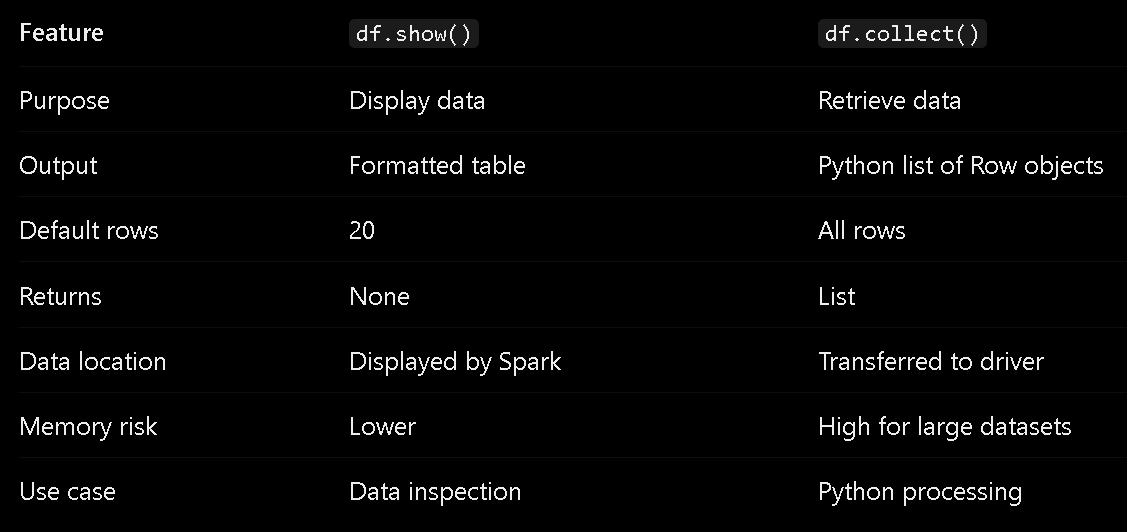 Feature df.show() df.collect()
Purpose Display data Retrieve data
Output Formatted table Python list of Row objects
Default rows 20 All rows
Returns None List
Data location Displayed by Spark Transferred to driver
Memory risk Lower High for large datasets
Use case Data inspection Python processing